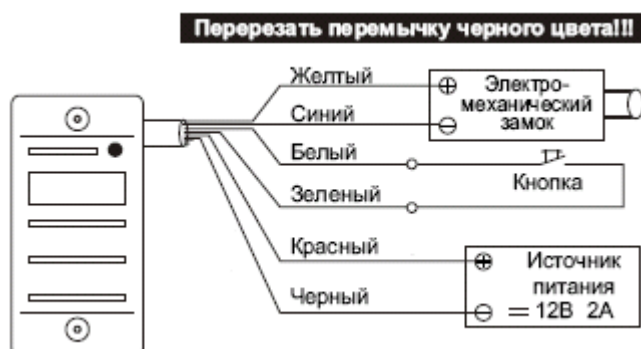 Перерезать перемычку черного цвета!!!
Желтый
Синий
Белый
Зеленый
Красный
Черный
Электро-
механический
замок
Кнопка
Источник
питания
= 12В 2А